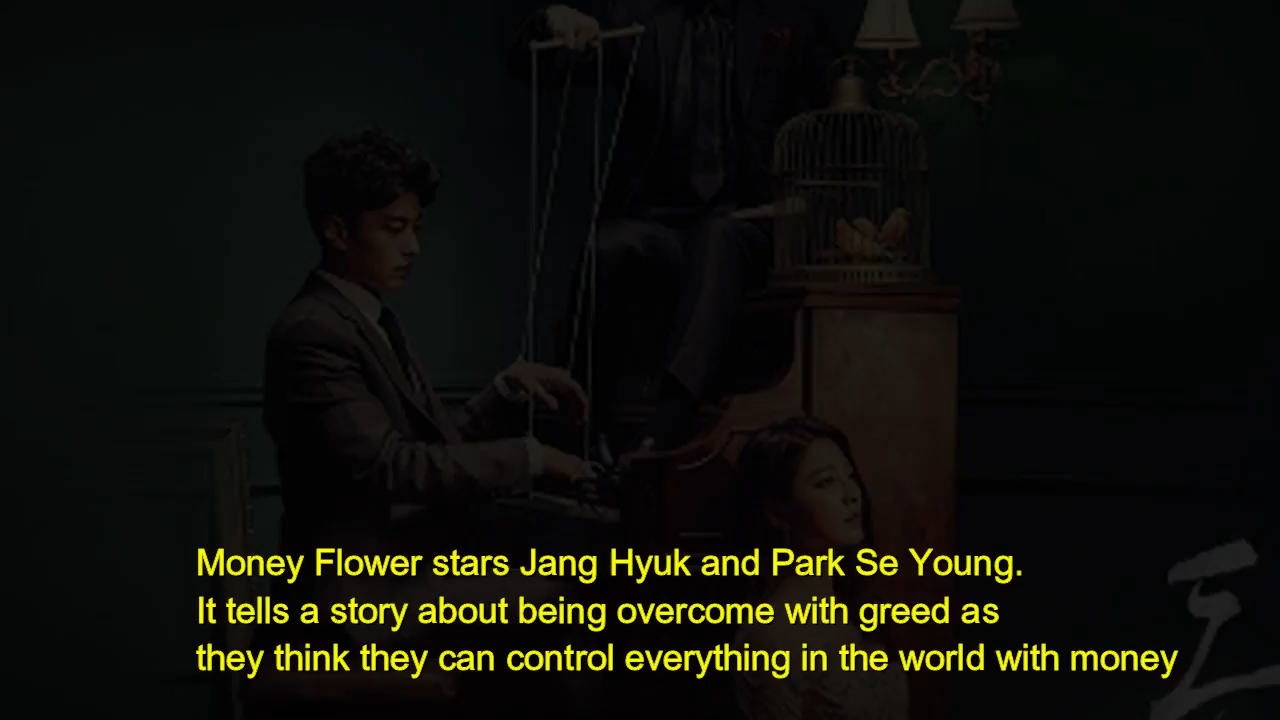 Money Flower stars Jang Hyuk and Park Se Young.
It tells a story about being overcome with greed as
they think they can control everything in the world with money